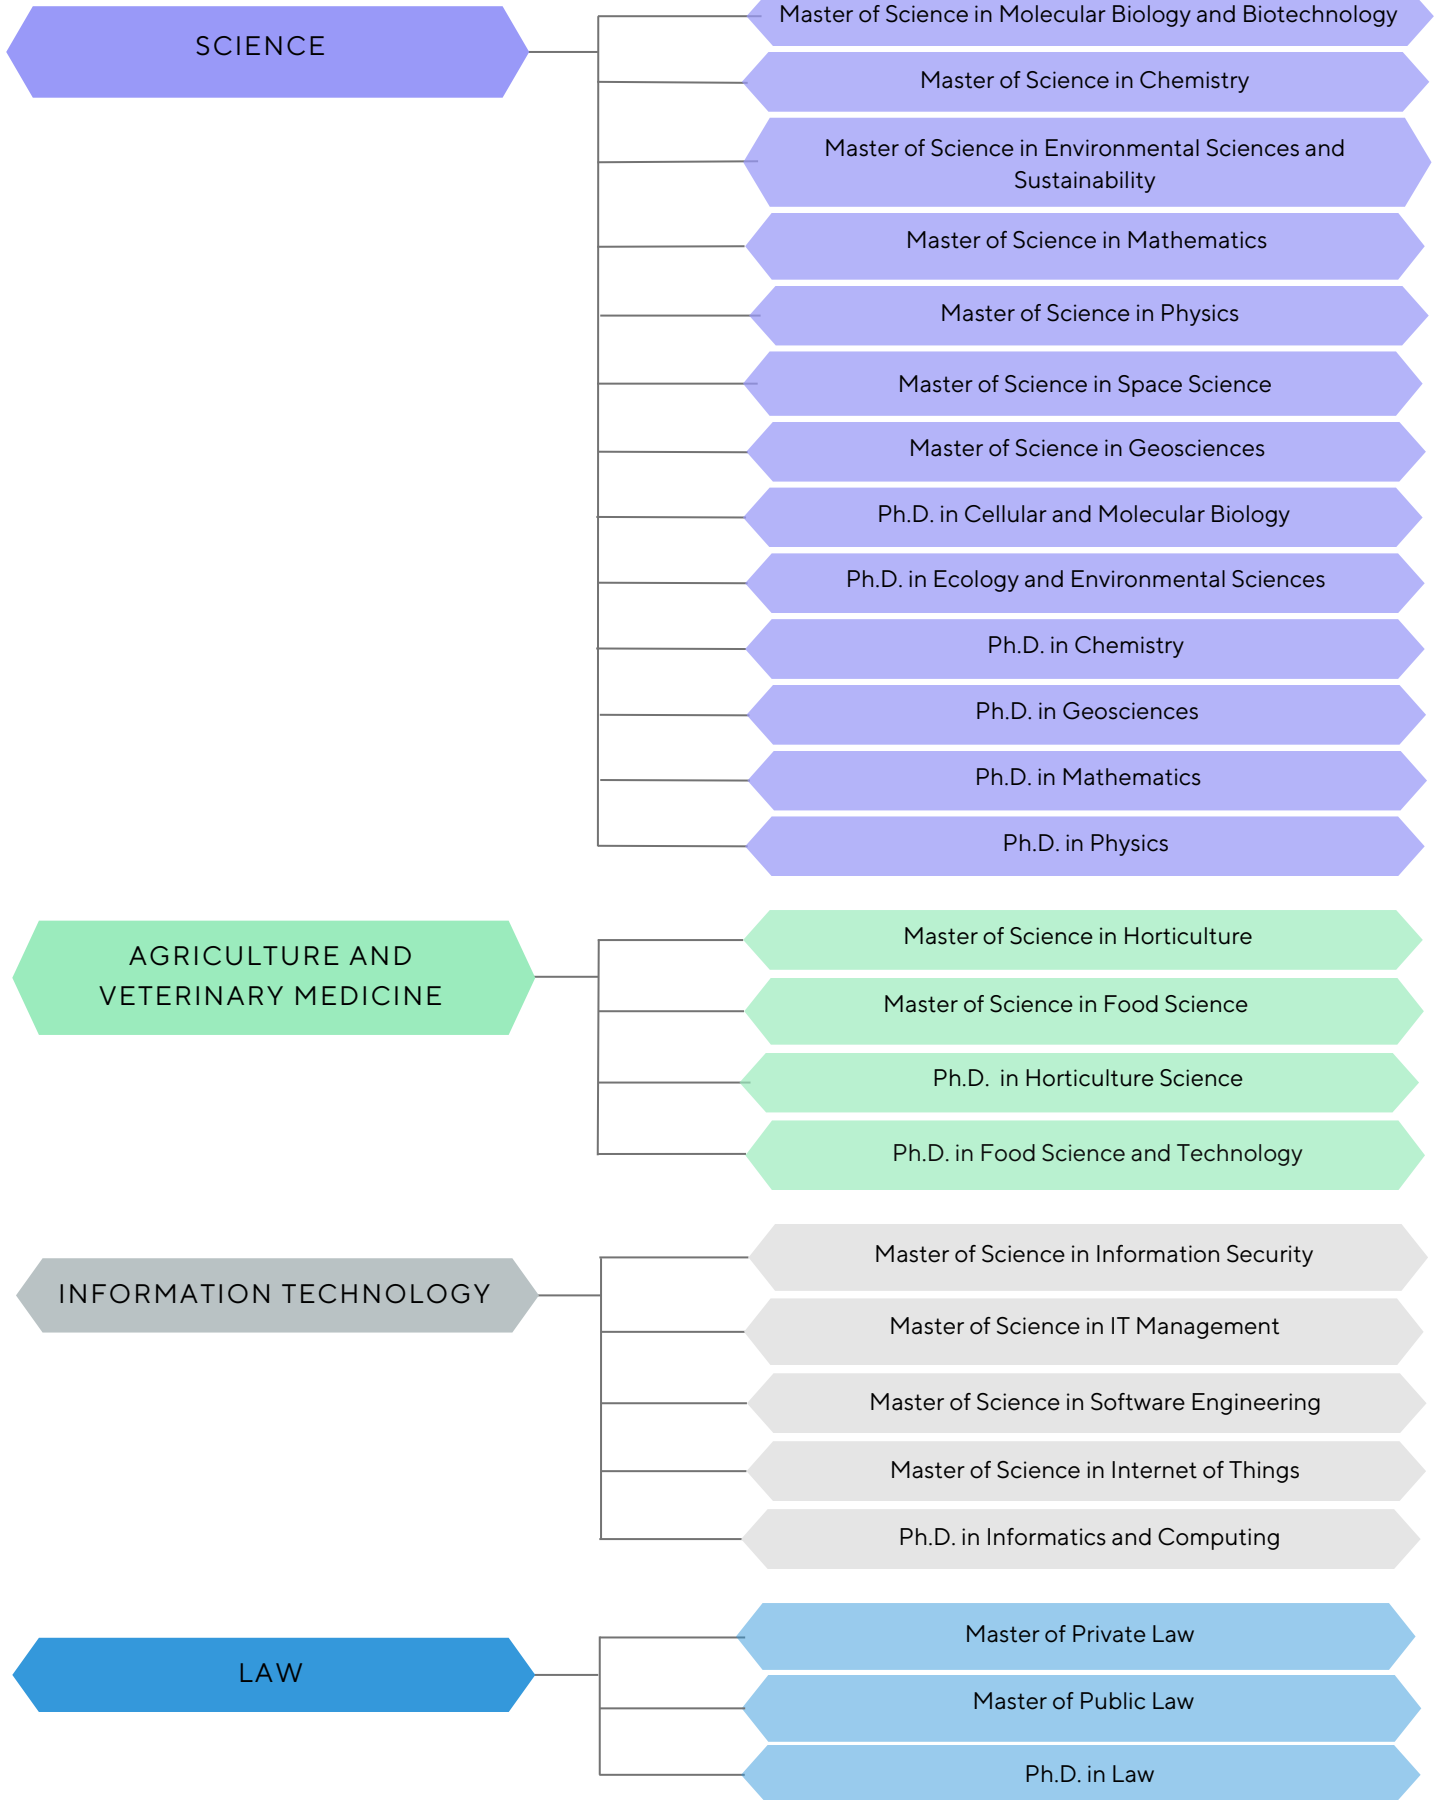 SCIENCE
Master of Science in Molecular Biology and Biotechnology
Master of Science in Chemistry
Master of Science in Environmental Sciences and
Sustainability
Master of Science in Mathematics
Master of Science in Physics
Master of Science in Space Science
Master of Science in Geosciences
Ph.D. in Cellular and Molecular Biology
Ph.D. in Ecology and Environmental Sciences
Ph.D. in Chemistry
Ph.D. in Geosciences
Ph.D. in Mathematics
Ph.D. in Physics
AGRICULTURE AND
VETERINARY MEDICINE
Master of Science in Horticulture
Master of Science in Food Science
Ph.D. in Horticulture Science
Ph.D. in Food Science and Technology
INFORMATION TECHNOLOGY
Master of Science in Information Security
Master of Science in IT Management
Master of Science in Software Engineering
Master of Science in Internet of Things
Ph.D. in Informatics and Computing
LAW
Master of Private Law
Master of Public Law
Ph.D. in Law